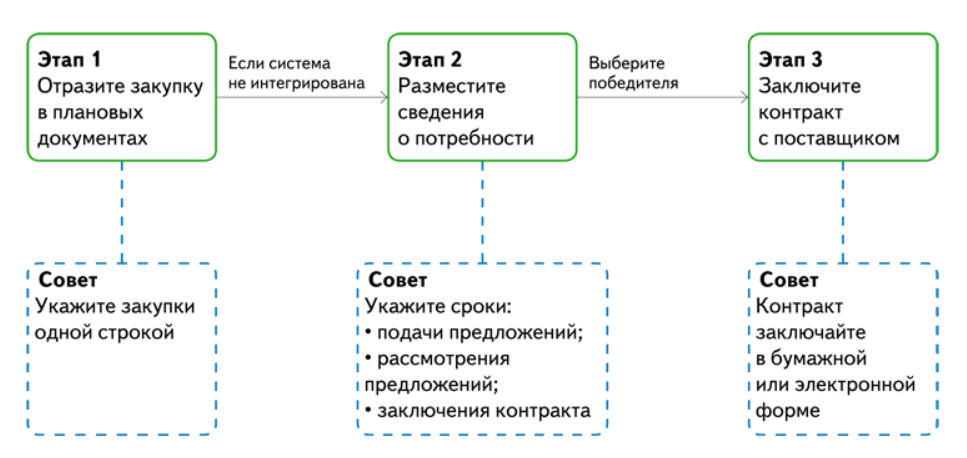 Этап 1
Отразите закупку
в плановых
документах
Если система
не интегрирована
Этап 2
Разместите
сведения
о потребности
Выберите
победителя
Этап 3
Заключите
контракт
с поставщиком
Совет
Укажите закупки
одной строкой
Совет
Укажите сроки:
• подачи предложений;
• рассмотрения
предложений;
• заключения контракта
Совет
Контракт
заключайте
в бумажной
или электронной
форме